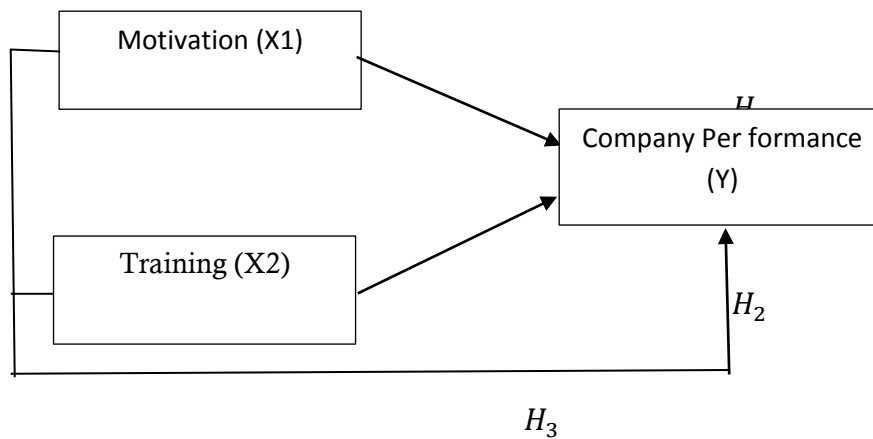 Motivation (X1)
H
Company Per formance
(Y)
Training (X2)
H₂
H₃